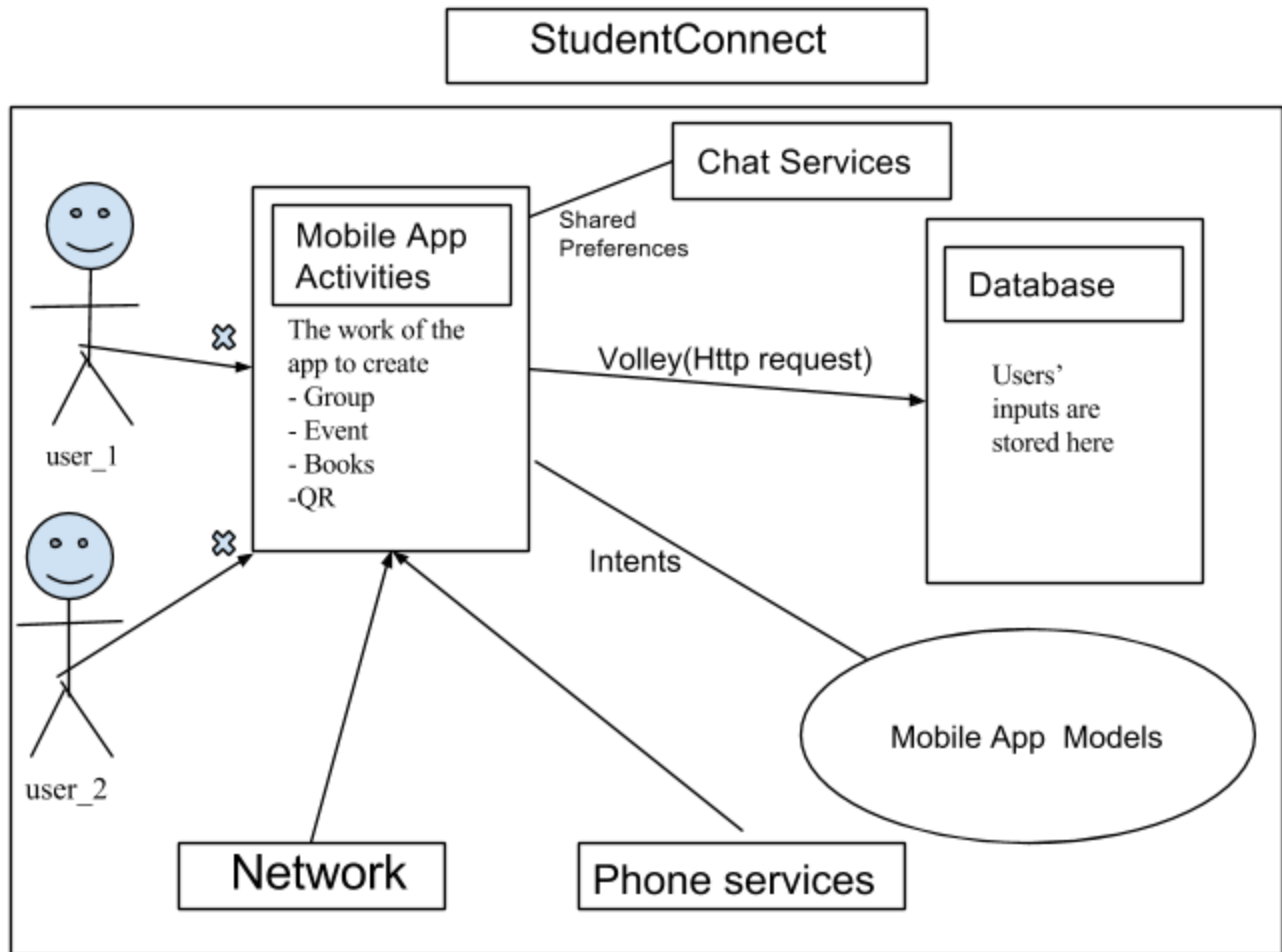 StudentConnect
Chat Services
Shared
Preferences
Mobile App
Activities
The work of the
app to create
- Group
- Event
- Books
-QR
Database
Users’
inputs are
stored here
Volley(Http request)
Intents
user_1
user_2
Mobile App Models
Network
Phone services